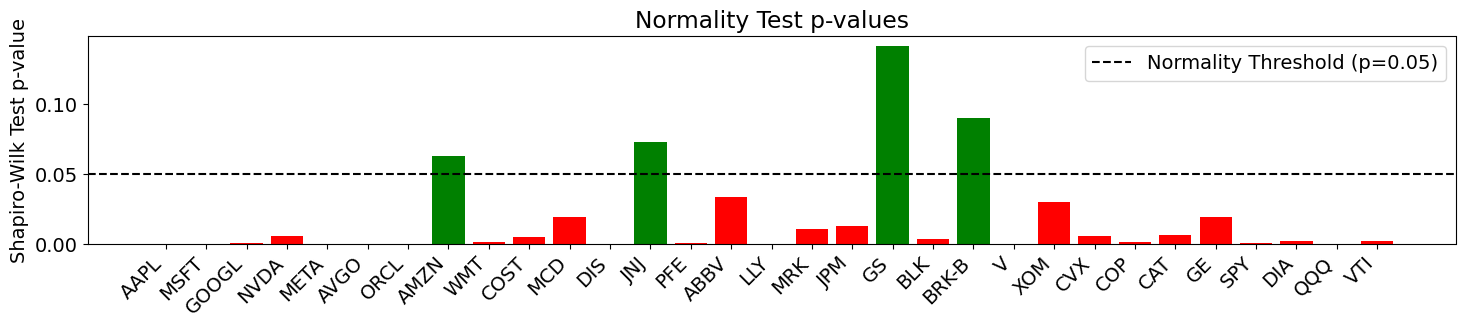 Normality Test p-values
Shapiro-Wilk Test p-value
0.10
0.05
0.00
Normality Threshold (p=0.05)
AAPL
MSFT
GOOGL
NVDA
META
AVGO
ORCL
AMZN
WMT
COST
MCD
DIS
JNJ
PFE
ABBV
LLY
MRK
JPM
GS
BLK
BRK-B
V
XOM
CVX
COP
CAT
GE
SPY
DIA
QQQ
VTI